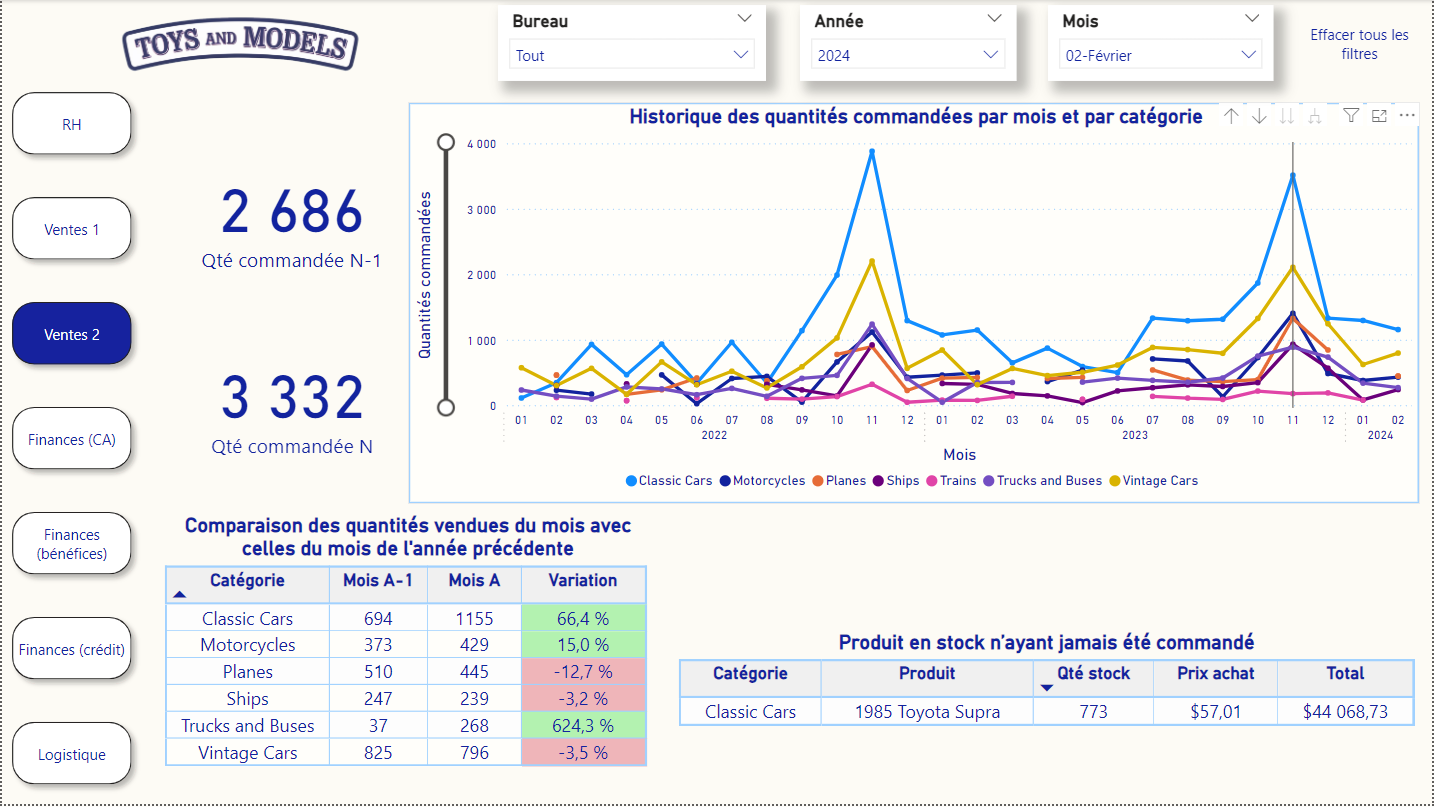 TOYS AND MODELS
Bureau
Tout
Année
2024
Mois
02-Février
Effacer tous les
filtres
RH
Ventes 1
Ventes 2
Finances (CA)
Finances
(bénéfices)
Finances (crédit)
Logistique
2 686
Qté commandée N-1
3 332
Qté commandée N
Historique des quantités commandées par mois et par catégorie
Quantités commandées
4 000
3 000
2 000
1 000
0
01 02 03 04 05 06 07 08 09 10 11 12 01 02 03 04 05 06 07 08 09 10 11 12 01 02
2022 2023 2024
Mois
Classic Cars Motorcycles Planes Ships Trains Trucks and Buses Vintage Cars
Comparaison des quantités vendues du mois avec
celles du mois de l'année précédente
Catégorie Mois A-1 Mois A Variation
Classic Cars 694 1155 66,4 %
Motorcycles 373 429 15,0 %
Planes 510 445 -12,7 %
Ships 247 239 -3,2 %
Trucks and Buses 37 268 624,3 %
Vintage Cars 825 796 -3,5 %
Produit en stock n’ayant jamais été commandé
Catégorie Produit Qté stock Prix achat Total
Classic Cars 1985 Toyota Supra 773 $57,01 $44 068,73